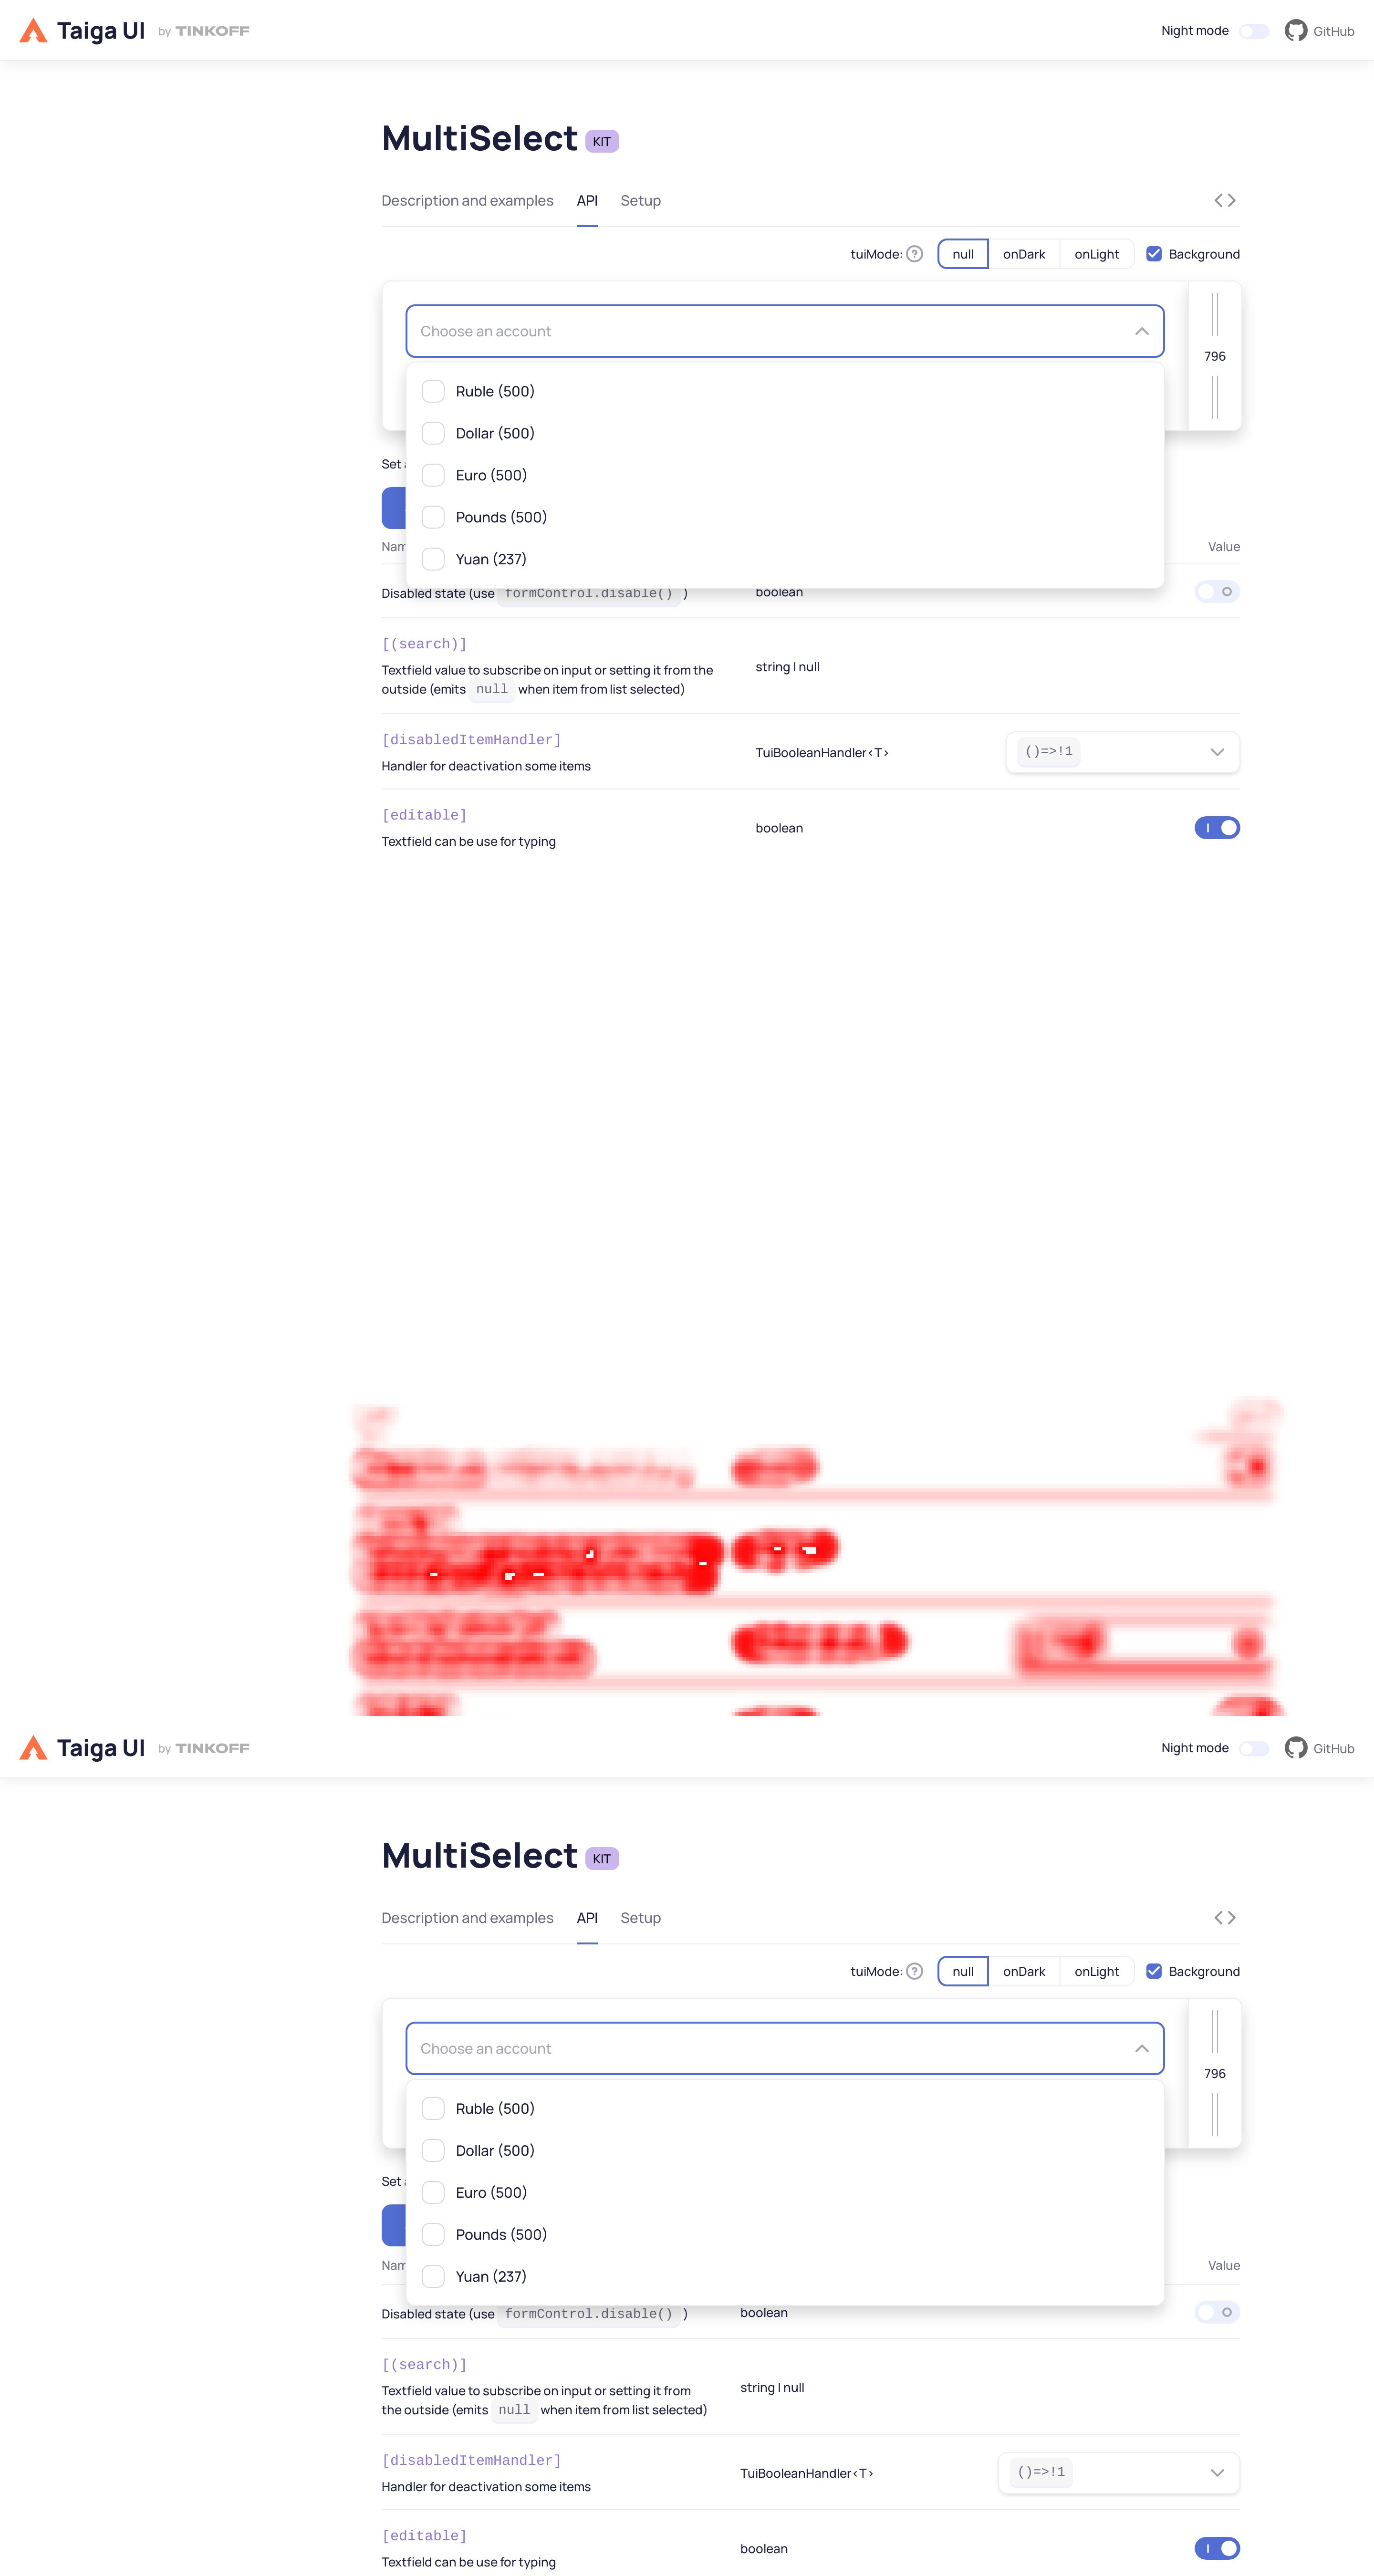 Taiga UI by TINKOFF Night mode GitHub
MultiSelect KIT
Description and examples API Setup
tuiMode: ? null onDark onLight Background
Choose an account
796
Ruble (500)
Dollar (500)
Euro (500)
Pounds (500)
Yuan (237)
Set
Value
Disabled state (use formControl.disable() ) boolean
[(search)]
Textfield value to subscribe on input or setting it from the
outside (emits null when item from list selected)
string | null
[disabledItemHandler]
Handler for deactivation some items
TuiBooleanHandler<T>
()=>!1
[editable]
Textfield can be use for typing
boolean
Taiga UI by TINKOFF Night mode GitHub
MultiSelect KIT
Description and examples API Setup
tuiMode: ? null onDark onLight Background
Choose an account
796
Ruble (500)
Dollar (500)
Euro (500)
Pounds (500)
Yuan (237)
Set
Value
Disabled state (use formControl.disable() ) boolean
[(search)]
Textfield value to subscribe on input or setting it from
the outside (emits null when item from list selected)
string | null
[disabledItemHandler]
Handler for deactivation some items
TuiBooleanHandler<T>
()=>!1
[editable]
Textfield can be use for typing
boolean